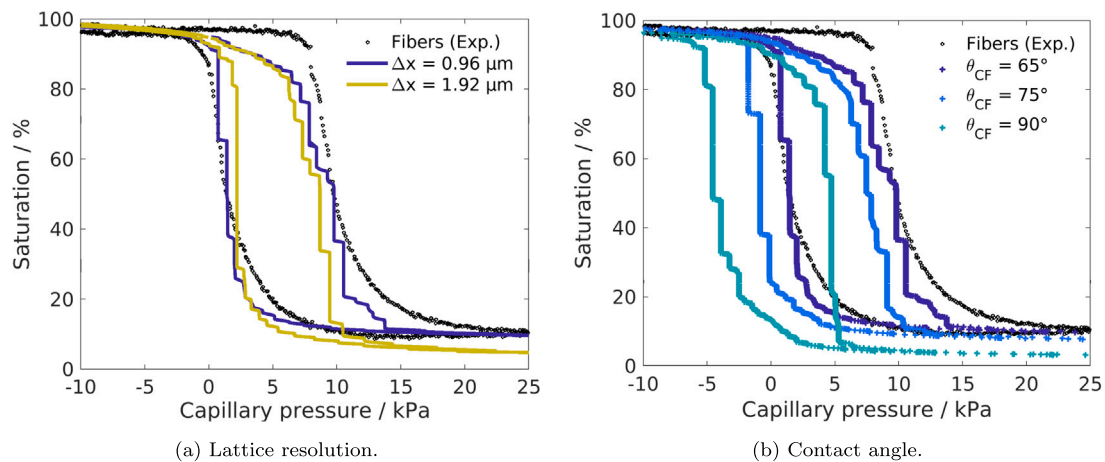 100
80
60
40
20
0
-10
-5
0
5
10
15
20
25
Saturation / %
Capillary pressure / kPa
Fibers (Exp.)
Δx = 0.96 μm
Δx = 1.92 μm
(a) Lattice resolution.
100
80
60
40
20
0
-10
-5
0
5
10
15
20
25
Saturation / %
Capillary pressure / kPa
Fibers (Exp.)
θCF = 65°
θCF = 75°
θCF = 90°
(b) Contact angle.